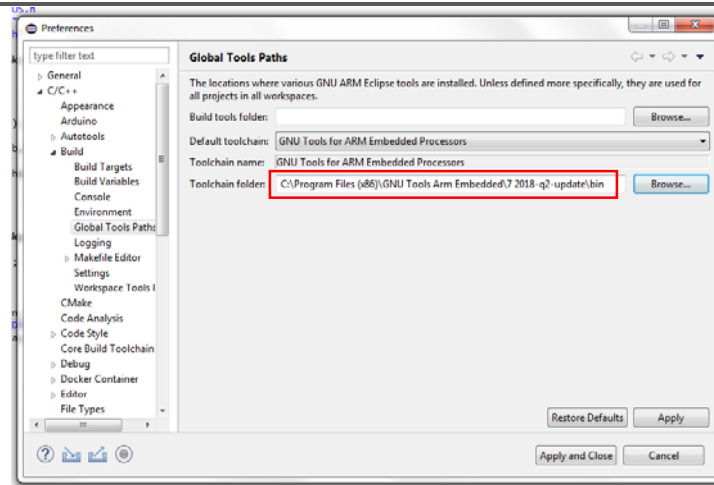 Preferences
type filter text
General
C/C++
Appearance
Arduino
Autotools
Build
Build Targets
Build Variables
Console
Environment
Global Tools Paths
Logging
Makefile Editor
Settings
Workspace Tools
CMake
Code Analysis
Code Style
Core Build Toolchain
Debug
Docker Container
Editor
File Types
Global Tools Paths
The locations where various GNU ARM Eclipse tools are installed. Unless defined more specifically, they are used for
all projects in all workspaces.
Build tools folder:
Browse...
Default toolchain: GNU Tools for ARM Embedded Processors
Toolchain name: GNU Tools for ARM Embedded Processors
Toolchain folder: C:\Program Files (x86)\GNU Tools Arm Embedded\7 2018-q2-update\bin Browse...
Restore Defaults Apply
Apply and Close Cancel